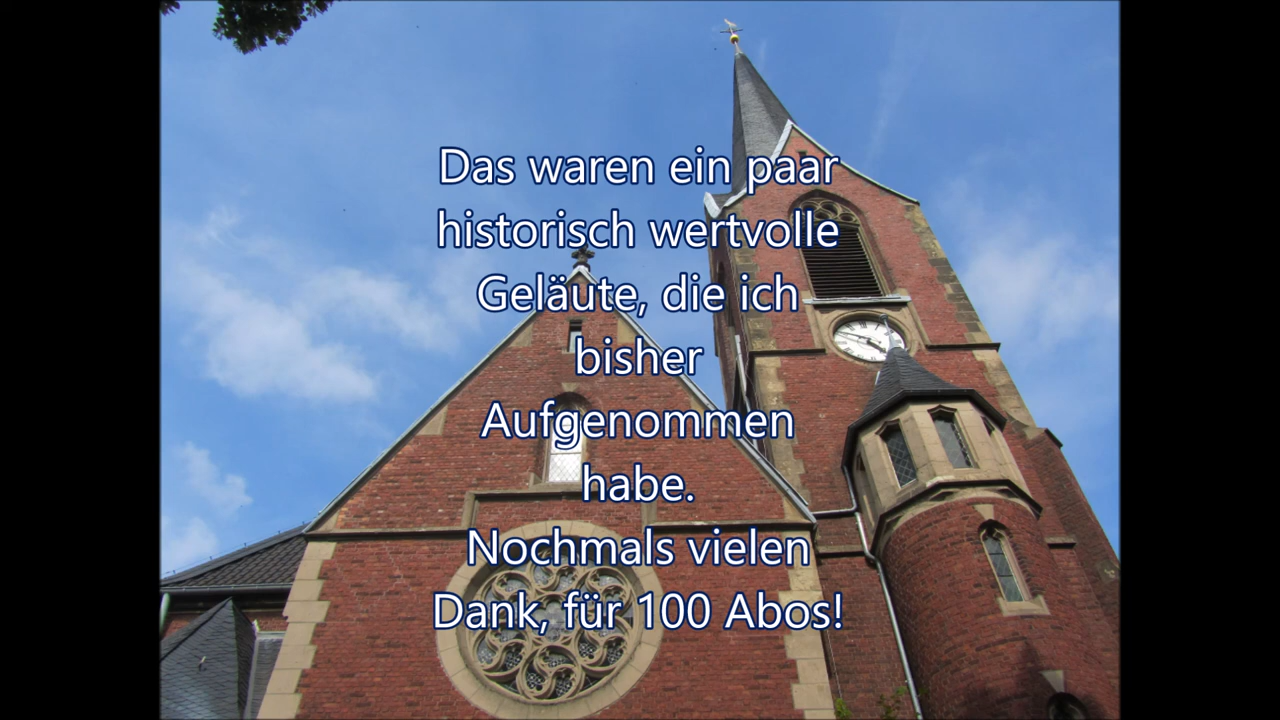 Das waren ein paar
historisch wertvolle
Geläute, die ich
bisher
Aufgenommen
habe.
Nochmals vielen
Dank, für 100 Abos!